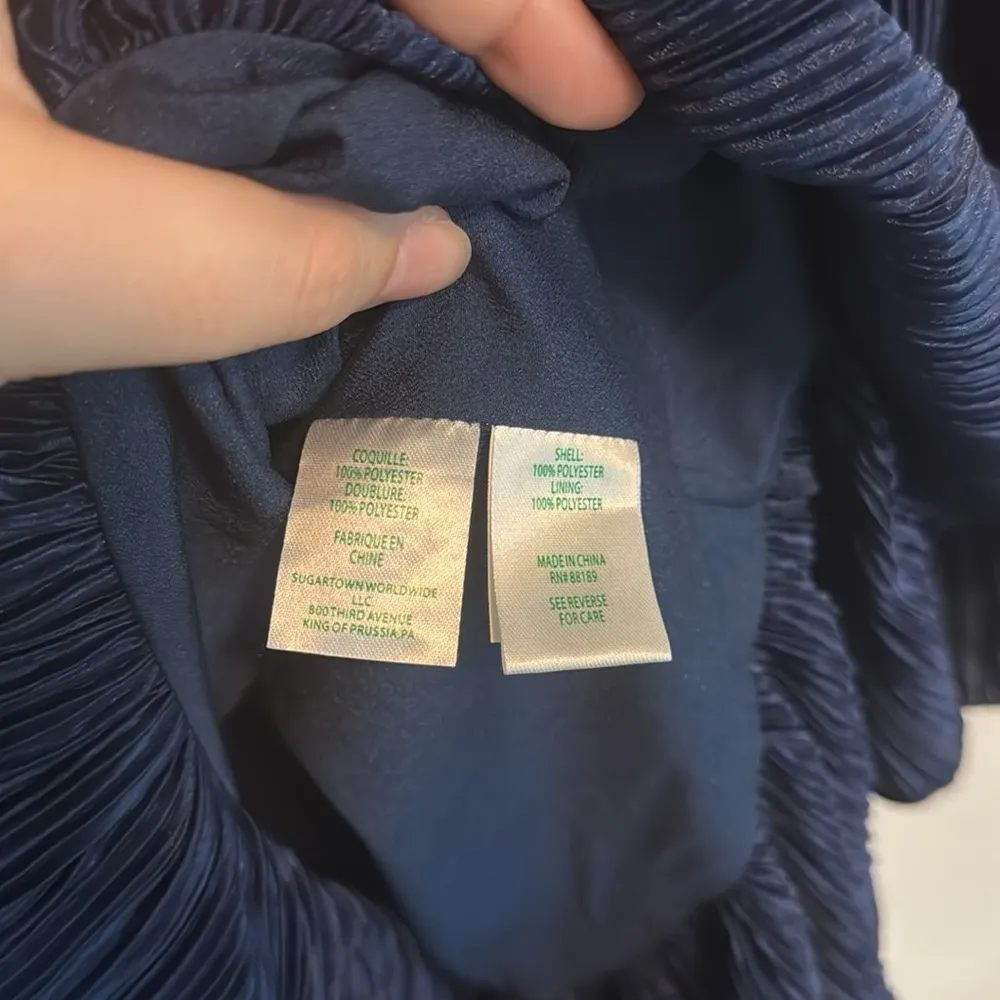 COQUILLE:
100% POLYESTER
DOUBLURE:
100% POLYESTER
FABRIQUE EN
CHINE
SUGARTOWN WORLDWIDE
LLC
800 THIRD AVENUE
KING OF PRUSSIA, PA
SHELL:
100% POLYESTER
LINING:
100% POLYESTER
MADE IN CHINA
RN# 88189
SEE REVERSE
FOR CARE